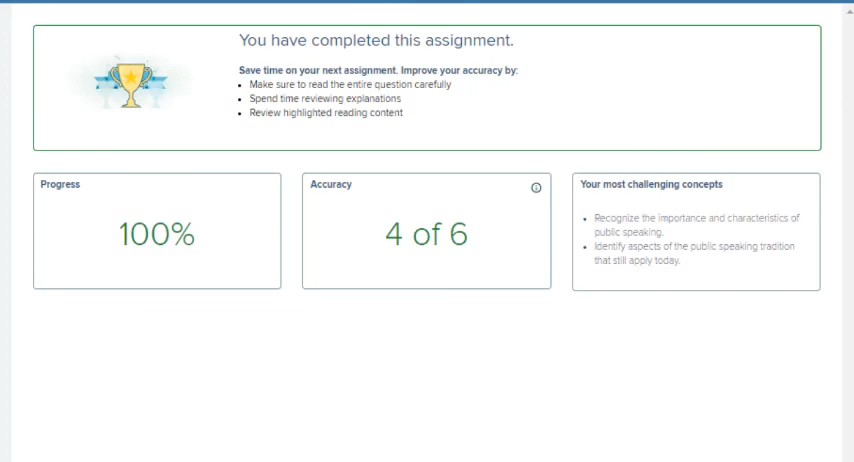 You have completed this assignment.
Save time on your next assignment. Improve your accuracy by:
• Make sure to read the entire question carefully
• Spend time reviewing explanations
• Review highlighted reading content
Progress
100%
Accuracy
4 of 6
Your most challenging concepts
• Recognize the importance and characteristics of
public speaking.
• Identify aspects of the public speaking tradition
that still apply today.